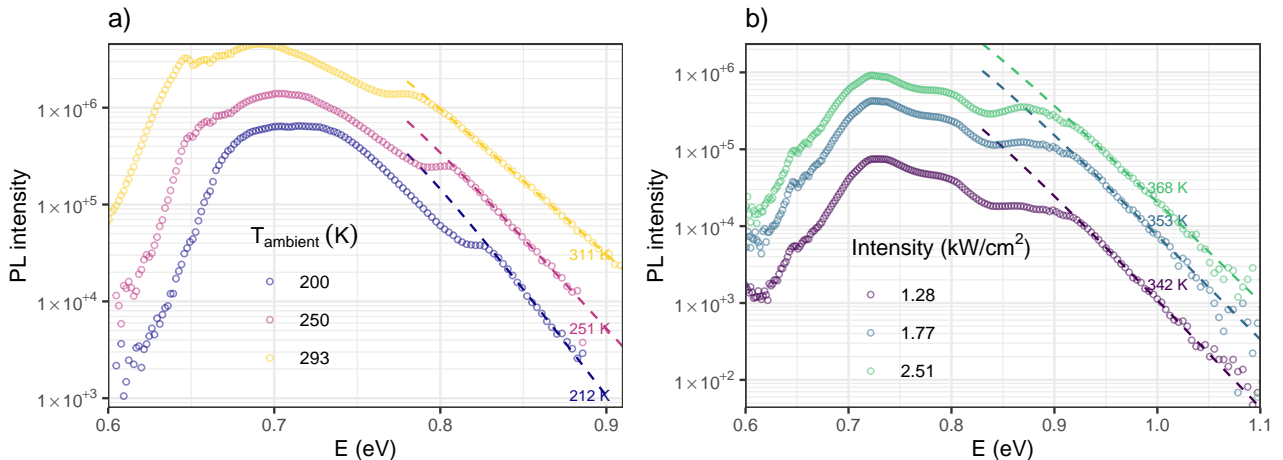 a)
PL intensity
1×10+6
1×10+5
1×10+4
1×10+3
T_ambient (K)
200
250
293
311 K
251 K
212 K
0.6 0.7 0.8 0.9
E (eV)
b)
PL intensity
1×10+6
1×10+5
1×10+4
1×10+3
1×10+2
Intensity (kW/cm²)
1.28
1.77
2.51
368 K
353 K
342 K
0.6 0.7 0.8 0.9 1.0 1.1
E (eV)